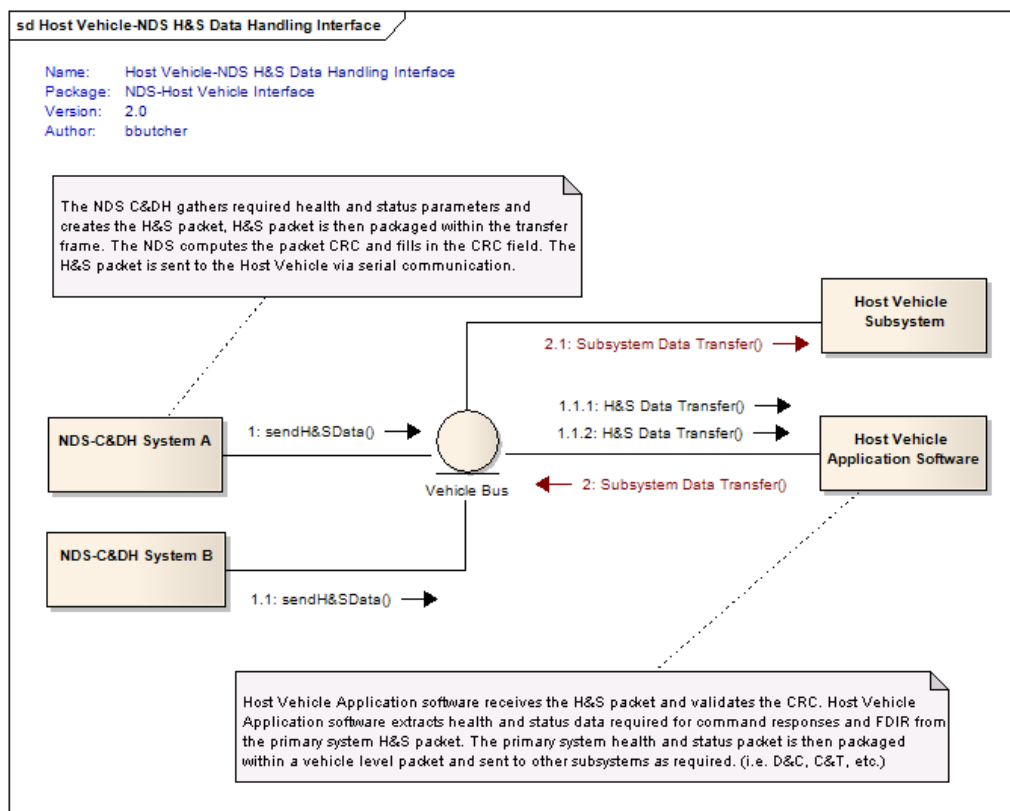 sd Host Vehicle-NDS H&S Data Handling Interface
Name: Host Vehicle-NDS H&S Data Handling Interface
Package: NDS-Host Vehicle Interface
Version: 2.0
Author: bbutcher
The NDS C&DH gathers required health and status parameters and
creates the H&S packet, H&S packet is then packaged within the transfer
frame. The NDS computes the packet CRC and fills in the CRC field. The
H&S packet is sent to the Host Vehicle via serial communication.
Host Vehicle
Subsystem
2.1: Subsystem Data Transfer()
NDS-C&DH System A
1: sendH&SData()
1.1.1: H&S Data Transfer()
1.1.2: H&S Data Transfer()
Host Vehicle
Application Software
Vehicle Bus
2: Subsystem Data Transfer()
NDS-C&DH System B
1.1: sendH&SData()
Host Vehicle Application software receives the H&S packet and validates the CRC. Host Vehicle
Application software extracts health and status data required for command responses and FDIR from
the primary system H&S packet. The primary system health and status packet is then packaged
within a vehicle level packet and sent to other subsystems as required. (i.e. D&C, C&T, etc.)